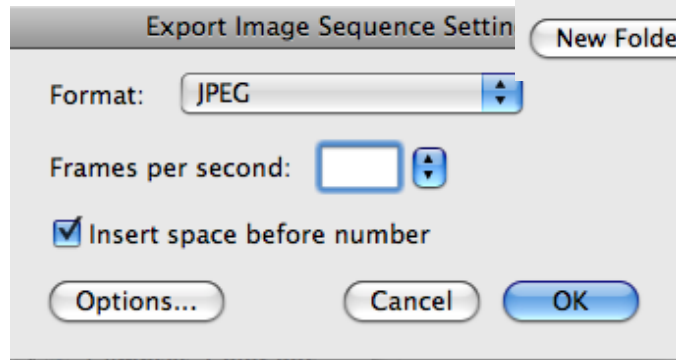 Export Image Sequence Settin
New Folde
Format: JPEG
Frames per second:
Insert space before number
Options... Cancel OK